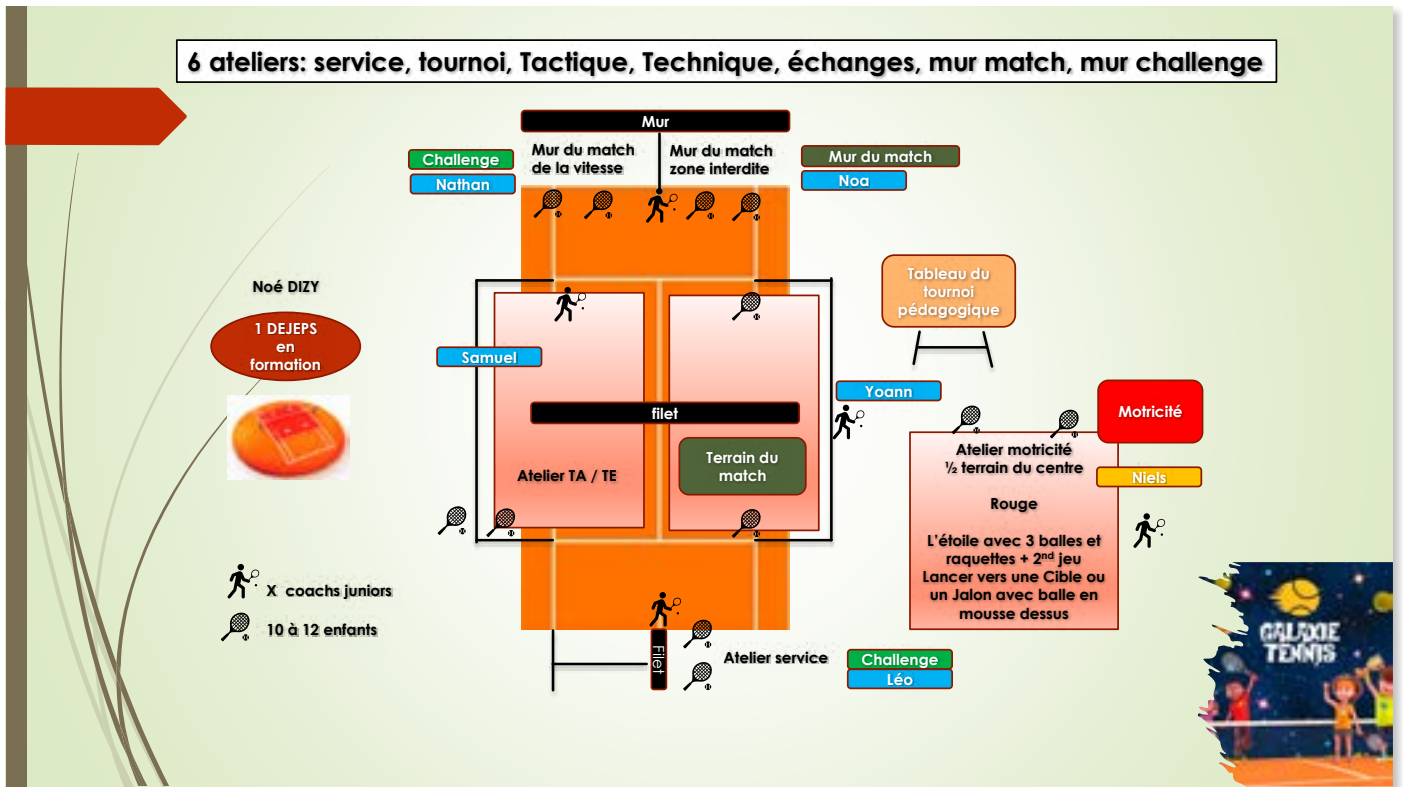 6 ateliers: service, tournoi, Tactique, Technique, échanges, mur match, mur challenge
Mur
Challenge
Nathan
Mur du match
de la vitesse
Mur du match
zone interdite
Mur du match
Noa
Noé DIZY
1 DEJEPS
en
formation
Samuel
filet
Atelier TA / TE
Terrain du
match
Tableau du
tournoi
pédagogique
Yoann
Motricité
Niels
Atelier motricité
½ terrain du centre
Rouge
L'étoile avec 3 balles et
raquettes + 2nd jeu
Lancer vers une Cible ou
un Jalon avec balle en
mousse dessus
X coachs juniors
10 à 12 enfants
Filet
Atelier service
Challenge
Léo
GALAXIE
TENNIS